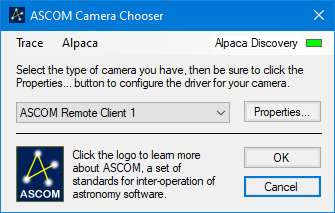 ASCOM Camera Chooser
Trace Alpaca Alpaca Discovery
Select the type of camera you have, then be sure to click the
Properties... button to configure the driver for your camera.
ASCOM Remote Client 1 Properties...
Click the logo to learn more
about ASCOM, a set of
standards for inter-operation of
astronomy software.
ASCOM
OK
Cancel